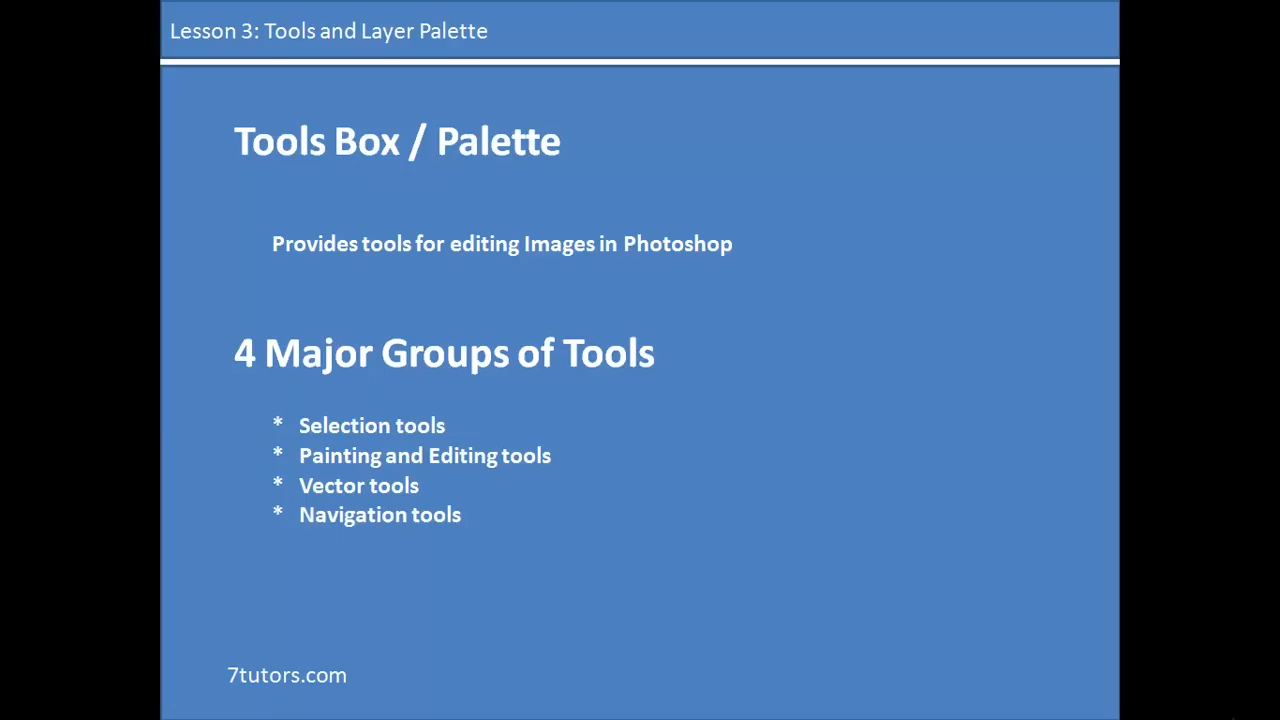 Lesson 3: Tools and Layer Palette
Tools Box / Palette
Provides tools for editing Images in Photoshop
4 Major Groups of Tools
* Selection tools
* Painting and Editing tools
* Vector tools
* Navigation tools
7tutors.com